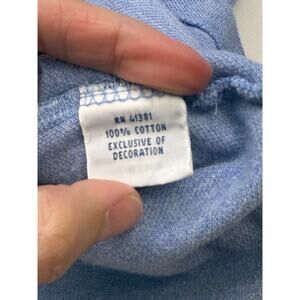 RN 41381
100% COTTON
EXCLUSIVE OF
DECORATION